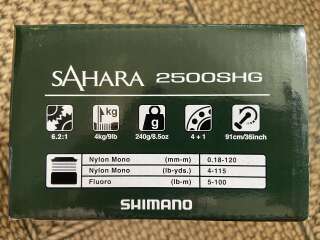 SAHARA 2500SHG
kg
g
6.2:1 4kg/9lb 240g/8.5oz 4 + 1 91cm/36inch
Nylon Mono (mm-m) 0.18-120
Nylon Mono (lb-yds.) 4-115
Fluoro (lb-m) 5-100
SHIMANO